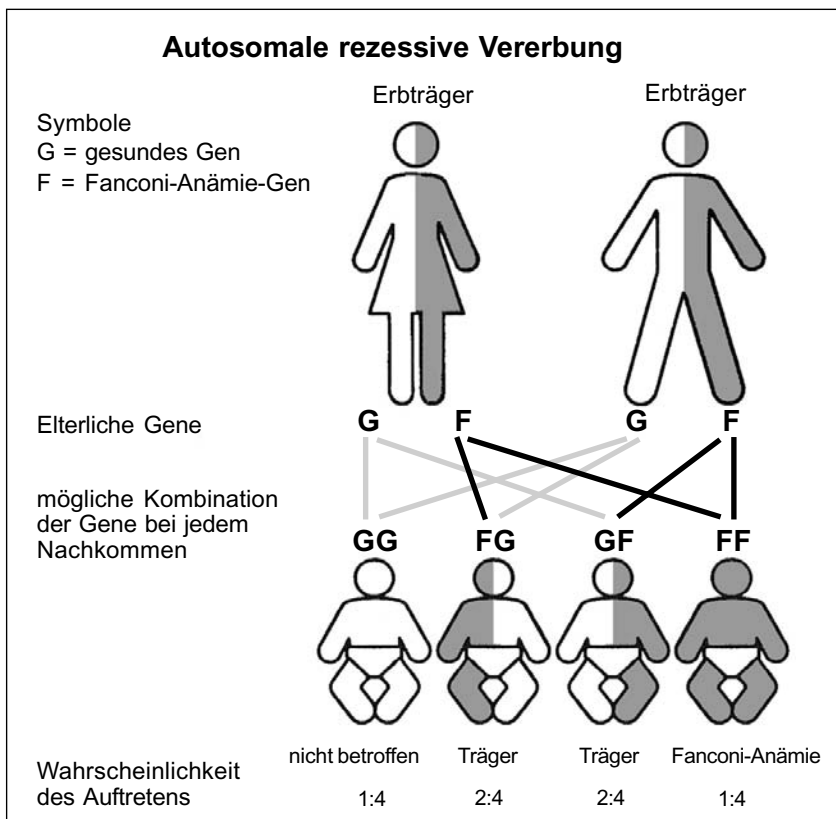 Autosomale rezessive Vererbung
Erbträger
Erbträger
Symbole
G = gesundes Gen
F = Fanconi-Anämie-Gen
Elterliche Gene
G
F
G
F
mögliche Kombination
der Gene bei jedem
Nachkommen
GG
FG
GF
FF
nicht betroffen
Träger
Träger
Fanconi-Anämie
Wahrscheinlichkeit
des Auftretens
1:4
2:4
2:4
1:4